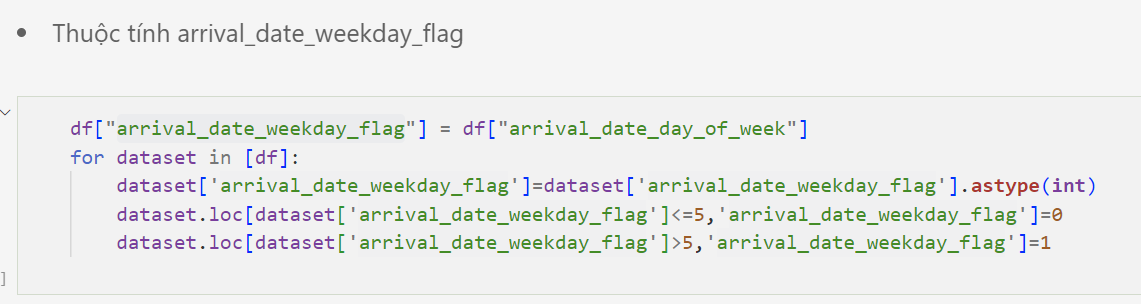 • Thuộc tính arrival_date_weekday_flag
df["arrival_date_weekday_flag"] = df["arrival_date_day_of_week"]
for dataset in [df]:
    dataset['arrival_date_weekday_flag']=dataset['arrival_date_weekday_flag'].astype(int)
    dataset.loc[dataset['arrival_date_weekday_flag']<=5,'arrival_date_weekday_flag']=0
    dataset.loc[dataset['arrival_date_weekday_flag']>5,'arrival_date_weekday_flag']=1
]